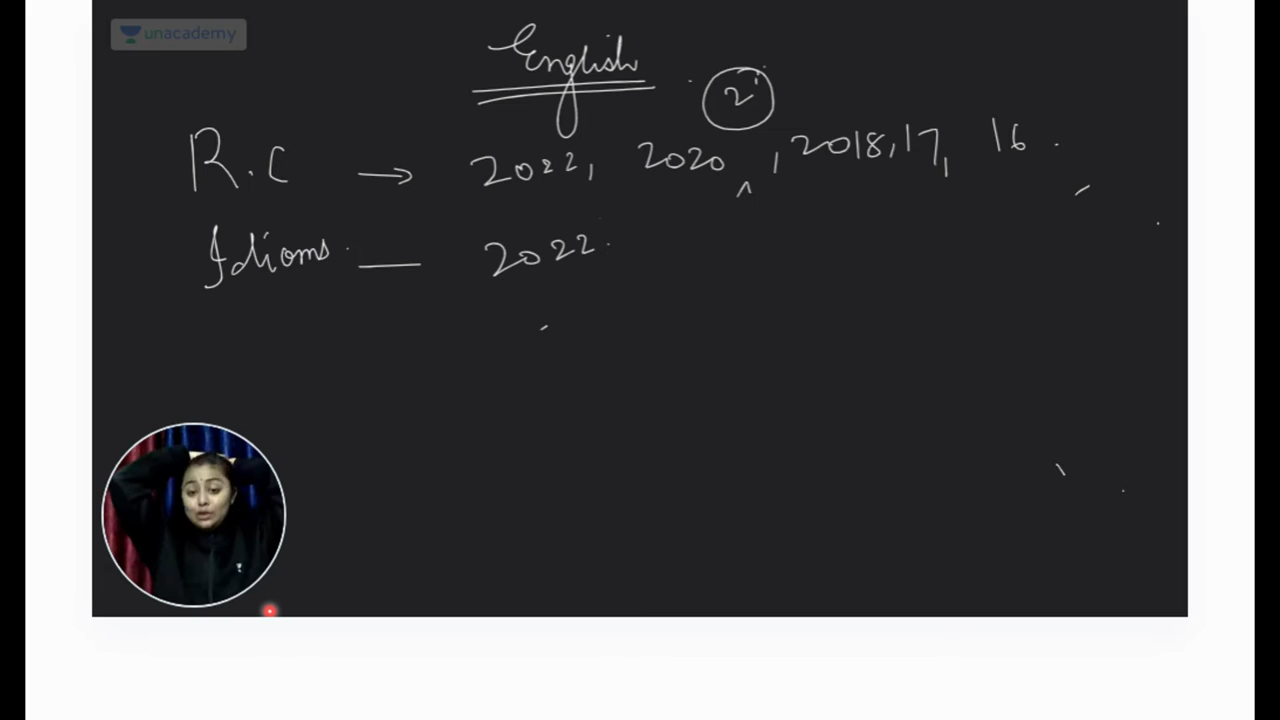 unacademy
English
2
R.C → 2022, 2020, 2018, 17, 16.
Idioms — 2022.